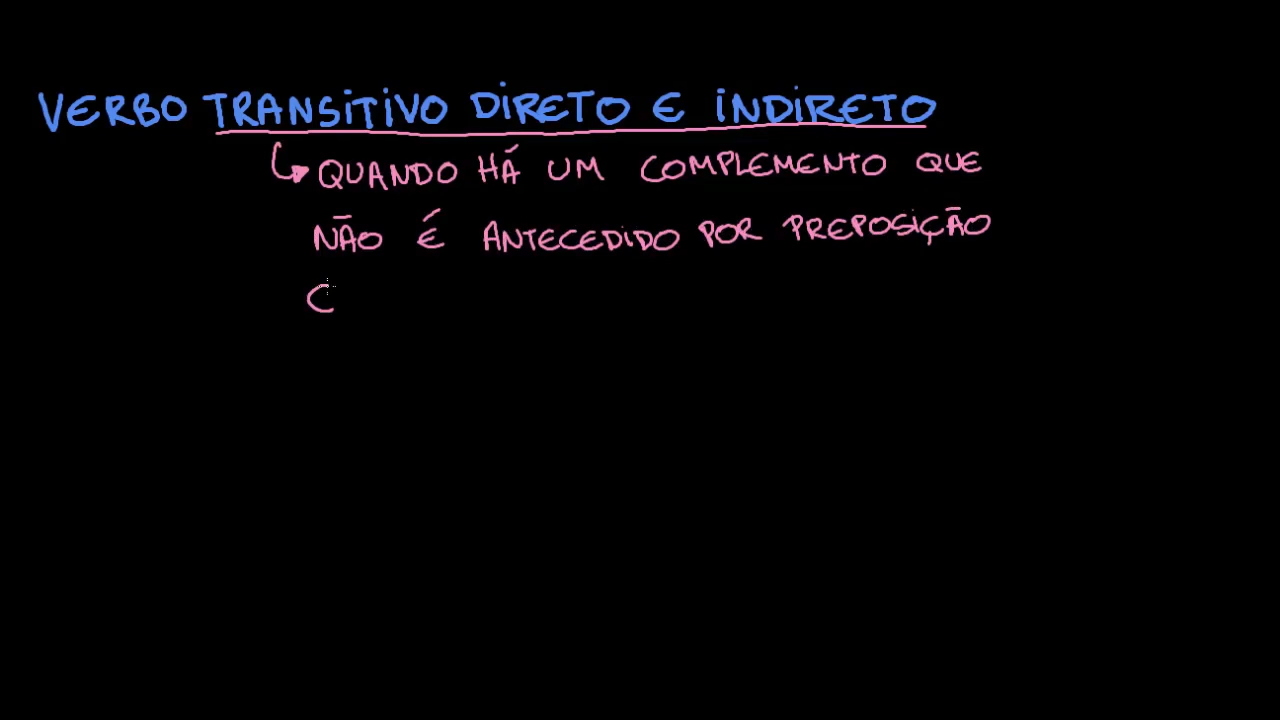 VERBO TRANSITIVO DIRETO E INDIRETO
QUANDO HÁ UM COMPLEMENTO QUE
NÃO É ANTECEDIDO POR PREPOSIÇÃO
C